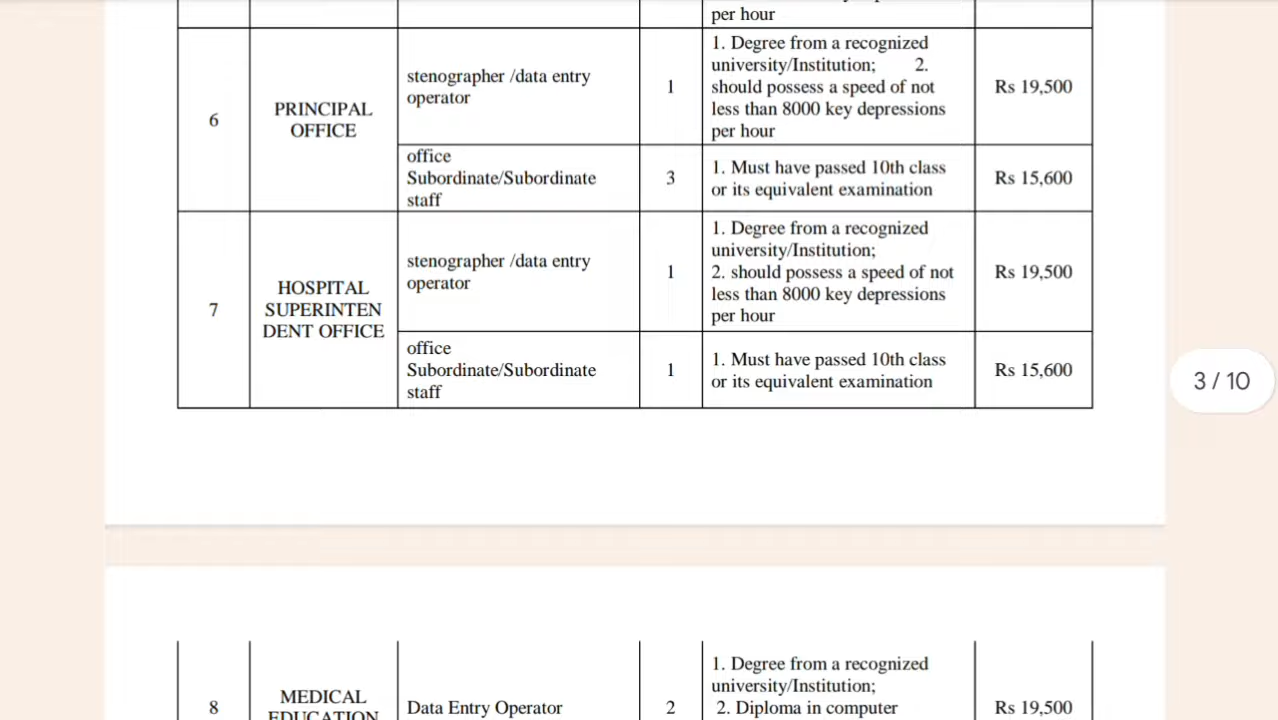 per hour
6
PRINCIPAL
OFFICE
stenographer /data entry
operator
1
1. Degree from a recognized
university/Institution; 2.
should possess a speed of not
less than 8000 key depressions
per hour
Rs 19,500
office
Subordinate/Subordinate
staff
3
1. Must have passed 10th class
or its equivalent examination
Rs 15,600
7
HOSPITAL
SUPERINTEN
DENT OFFICE
stenographer /data entry
operator
1
1. Degree from a recognized
university/Institution;
2. should possess a speed of not
less than 8000 key depressions
per hour
Rs 19,500
office
Subordinate/Subordinate
staff
1
1. Must have passed 10th class
or its equivalent examination
Rs 15,600
3 / 10
8
MEDICAL
EDUCATION
Data Entry Operator
2
1. Degree from a recognized
university/Institution;
2. Diploma in computer
Rs 19,500